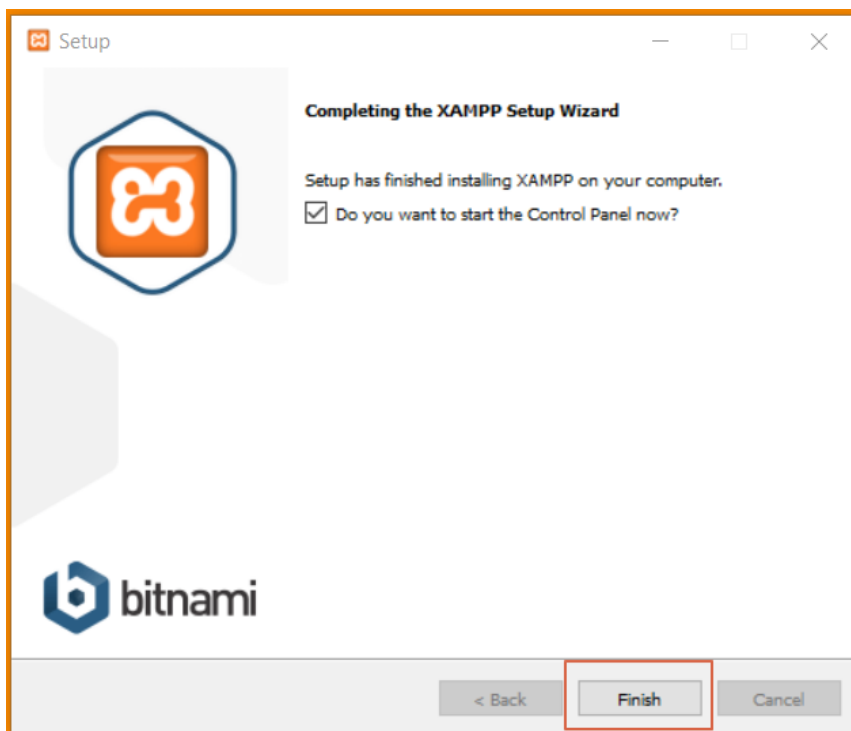 Setup
Completing the XAMPP Setup Wizard
Setup has finished installing XAMPP on your computer.
Do you want to start the Control Panel now?
bitnami
< Back
Finish
Cancel